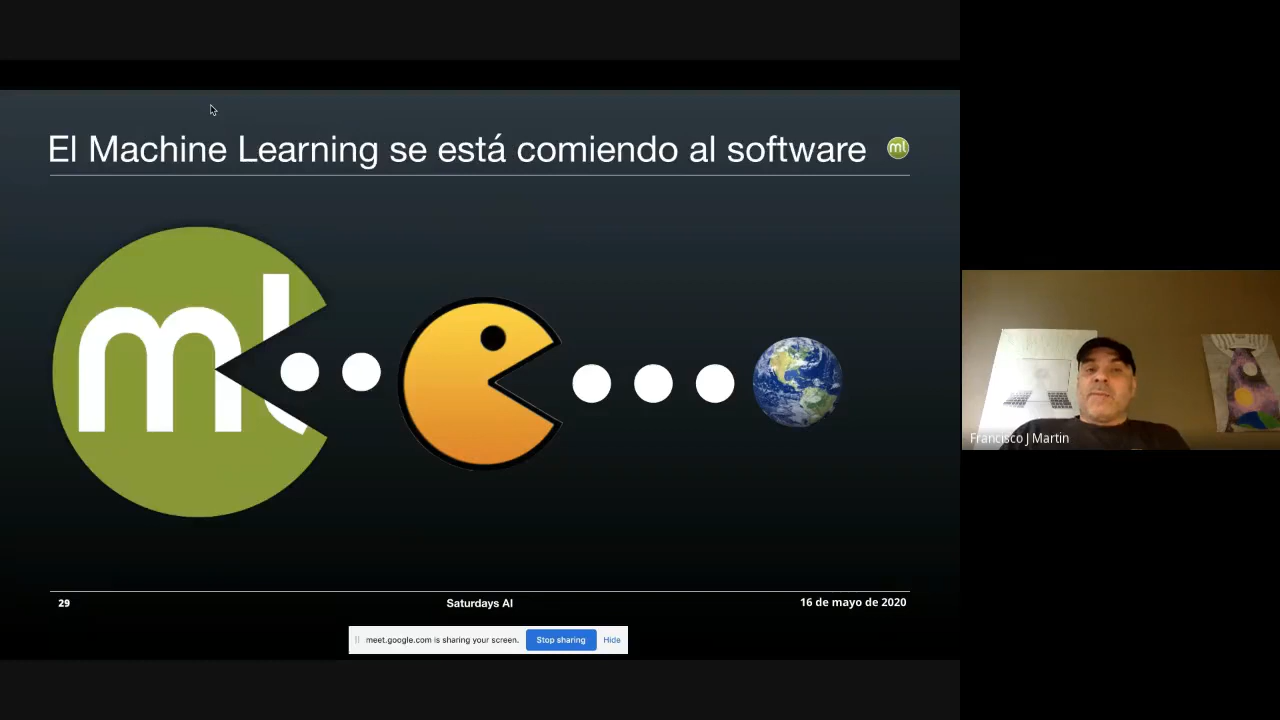 El Machine Learning se está comiendo al software
ml
ml
Francisco J Martin
29
Saturdays AI
16 de mayo de 2020
meet.google.com is sharing your screen.
Stop sharing
Hide